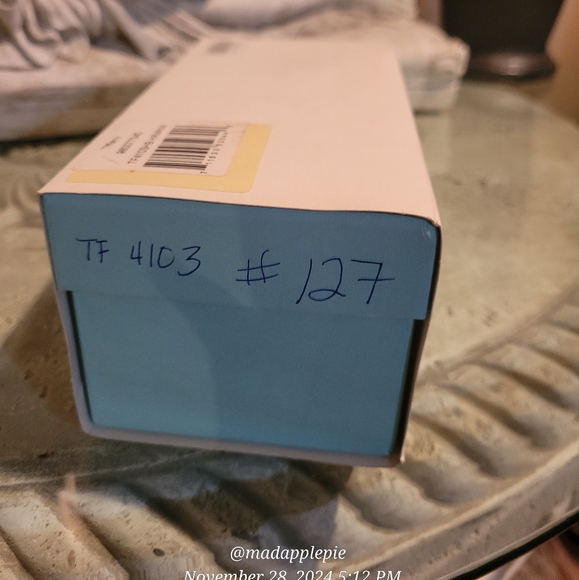 TF 4103 # 127
@madapplepie
November 28, 2024 5:12 PM